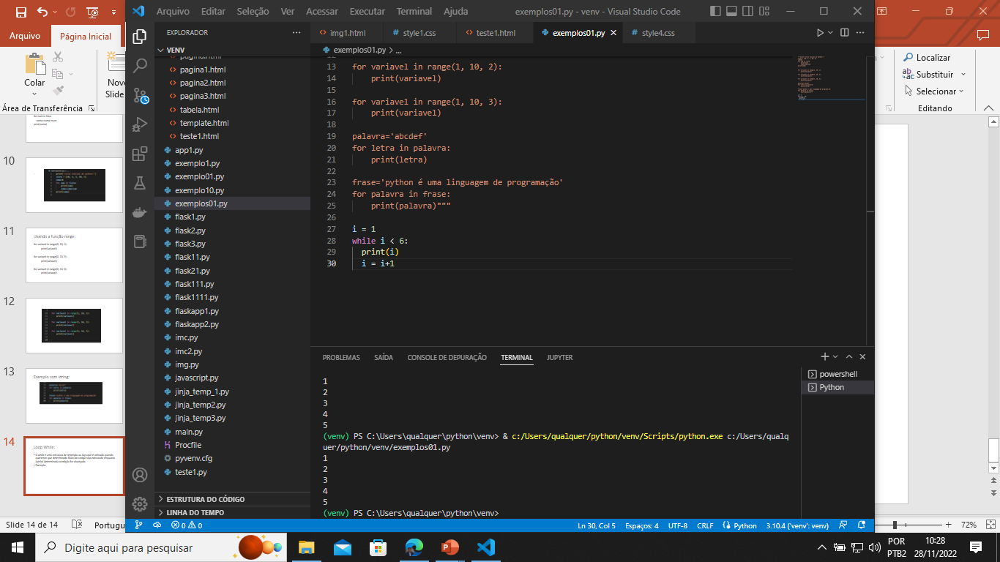 Arquivo Editar Seleção Ver Acessar Executar Terminal Ajuda
exemplos01.py - venv - Visual Studio Code
Arquivo
Página Inicial
Colar
Novo
Slide
Área de Transferência
Localizar
Substituir
Selecionar
Editando
EXPLORADOR
VENV
pagina.html
pagina1.html
pagina2.html
pagina3.html
tabela.html
template.html
teste1.html
app1.py
exemplo1.py
exemplo01.py
exemplo10.py
exemplos01.py
flask1.py
flask2.py
flask3.py
flask11.py
flask21.py
flask111.py
flask1111.py
flaskapp1.py
flaskapp2.py
imc.py
imc2.py
img.py
javascript.py
jinja_temp_1.py
jinja_temp2.py
jinja_temp3.py
main.py
Procfile
pyvenv.cfg
teste1.py
ESTRUTURA DO CÓDIGO
LINHA DO TEMPO
img1.html
style1.css
teste1.html
exemplos01.py
style4.css
exemplos01.py > ...
13 for variavel in range(1, 10, 2):
14 print(variavel)
15
16 for variavel in range(1, 10, 3):
17 print(variavel)
18
19 palavra='abcdef'
20 for letra in palavra:
21 print(letra)
22
23 frase='python é uma linguagem de programação'
24 for palavra in frase:
25 print(palavra)"""
26
27 i = 1
28 while i < 6:
29 print(i)
30 i = i+1
PROBLEMAS SAÍDA CONSOLE DE DEPURAÇÃO TERMINAL JUPYTER
powershell
Python
1
2
3
4
5
(venv) PS C:\Users\qualquer\python\venv> & c:/Users/qualquer/python/venv/Scripts/python.exe c:/Users/qualq
uer/python/venv/exemplos01.py
1
2
3
4
5
(venv) PS C:\Users\qualquer\python\venv>
0 0
Ln 30, Col 5 Espaços: 4 UTF-8 CRLF Python 3.10.4 ('venv': venv)
10
11
Usando a função range:
12
13
Exemplo com string:
14
Loop While:
Slide 14 de 14
Portugu
72%
Digite aqui para pesquisar
POR
PTB2
10:28
28/11/2022